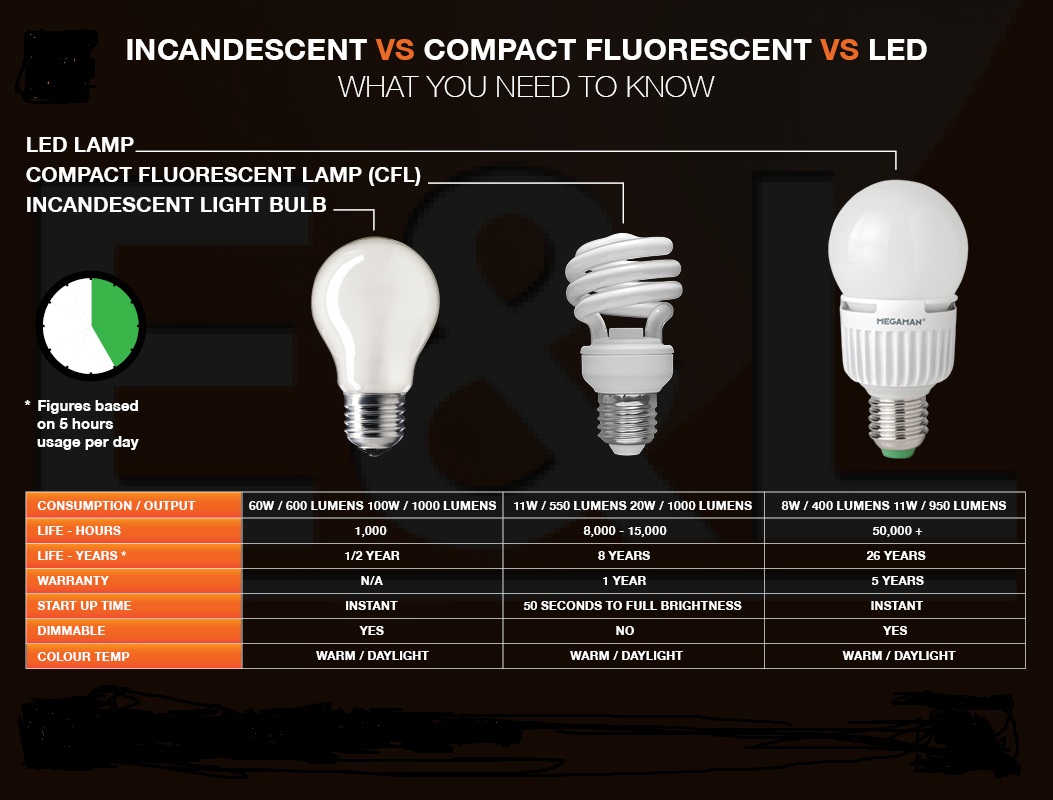 INCANDESCENT VS COMPACT FLUORESCENT VS LED
WHAT YOU NEED TO KNOW
LED LAMP
COMPACT FLUORESCENT LAMP (CFL)
INCANDESCENT LIGHT BULB
MEGAMAN®
* Figures based
on 5 hours
usage per day
CONSUMPTION / OUTPUT 60W / 600 LUMENS 100W / 1000 LUMENS 11W / 550 LUMENS 20W / 1000 LUMENS 8W / 400 LUMENS 11W / 950 LUMENS
LIFE - HOURS 1,000 8,000 - 15,000 50,000 +
LIFE - YEARS * 1/2 YEAR 8 YEARS 26 YEARS
WARRANTY N/A 1 YEAR 5 YEARS
START UP TIME INSTANT 50 SECONDS TO FULL BRIGHTNESS INSTANT
DIMMABLE YES NO YES
COLOUR TEMP WARM / DAYLIGHT WARM / DAYLIGHT WARM / DAYLIGHT
E&L